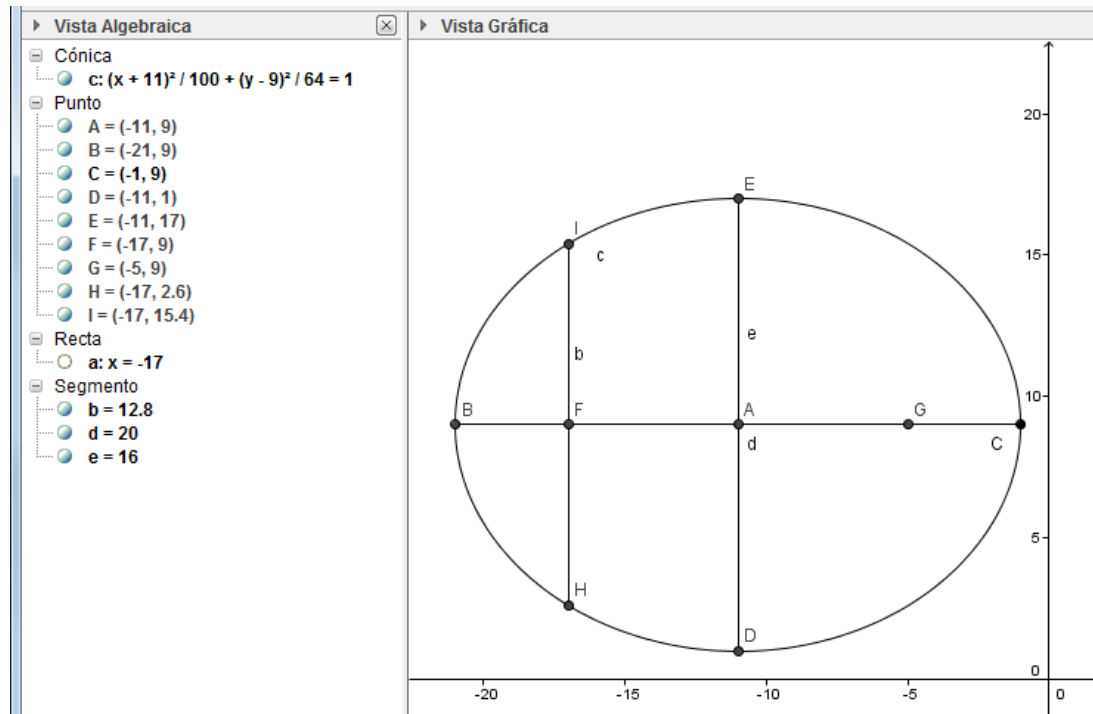 Vista Algebraica
Cónica
c: (x + 11)² / 100 + (y - 9)² / 64 = 1
Punto
A = (-11, 9)
B = (-21, 9)
C = (-1, 9)
D = (-11, 1)
E = (-11, 17)
F = (-17, 9)
G = (-5, 9)
H = (-17, 2.6)
I = (-17, 15.4)
Recta
a: x = -17
Segmento
b = 12.8
d = 20
e = 16
Vista Gráfica
20
E
I
c
15
e
b
10
B F A G
d C
5
H
D
0
-20 -15 -10 -5 0